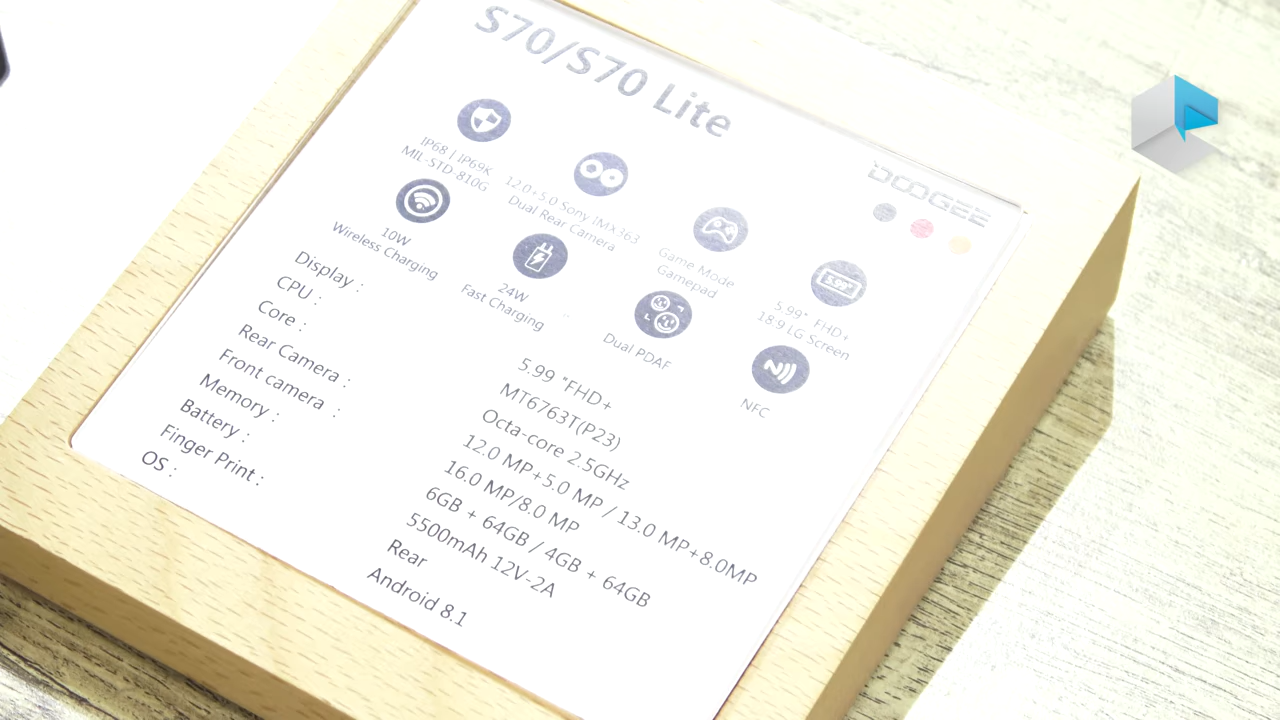 S70/S70 Lite
DOOGEE
IP68 | IP69K
MIL-STD-810G
12.0+5.0 Sony IMX363
Dual Rear Camera
Game Mode
Gamepad
5.99"
5.99" FHD+
18:9 LG Screen
10W
Wireless Charging
24W
Fast Charging
Dual PDAF
NFC
Display : 5.99 "FHD+
CPU : MT6763T(P23)
Core : Octa-core 2.5GHz
Rear Camera : 12.0 MP+5.0 MP / 13.0 MP+8.0MP
Front camera : 16.0 MP/8.0 MP
Memory : 6GB + 64GB / 4GB + 64GB
Battery : 5500mAh 12V-2A
Finger Print : Rear
OS : Android 8.1